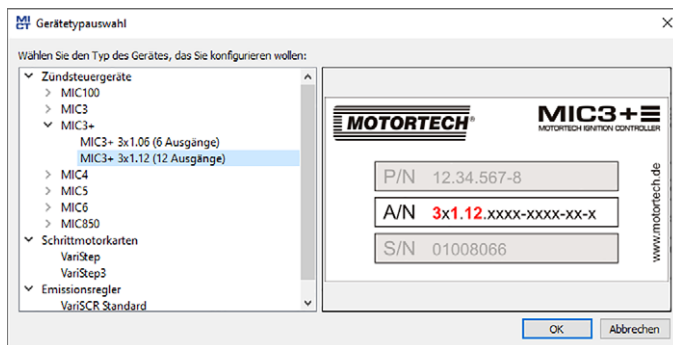 MICT Gerätetypauswahl
Wählen Sie den Typ des Gerätes, das Sie konfigurieren wollen:
Zündsteuergeräte
MIC100
MIC3
MIC3+
MIC3+ 3x1.06 (6 Ausgänge)
MIC3+ 3x1.12 (12 Ausgänge)
MIC4
MIC5
MIC6
MIC850
Schrittmotorkarten
VariStep
VariStep3
Emissionsregler
VariSCR Standard
MOTORTECH®
MIC3+
MOTORTECH IGNITION CONTROLLER
P/N 12.34.567-8
A/N 3x1.12.xxxx-xxxx-xx-x
S/N 01008066
www.motortech.de
OK Abbrechen